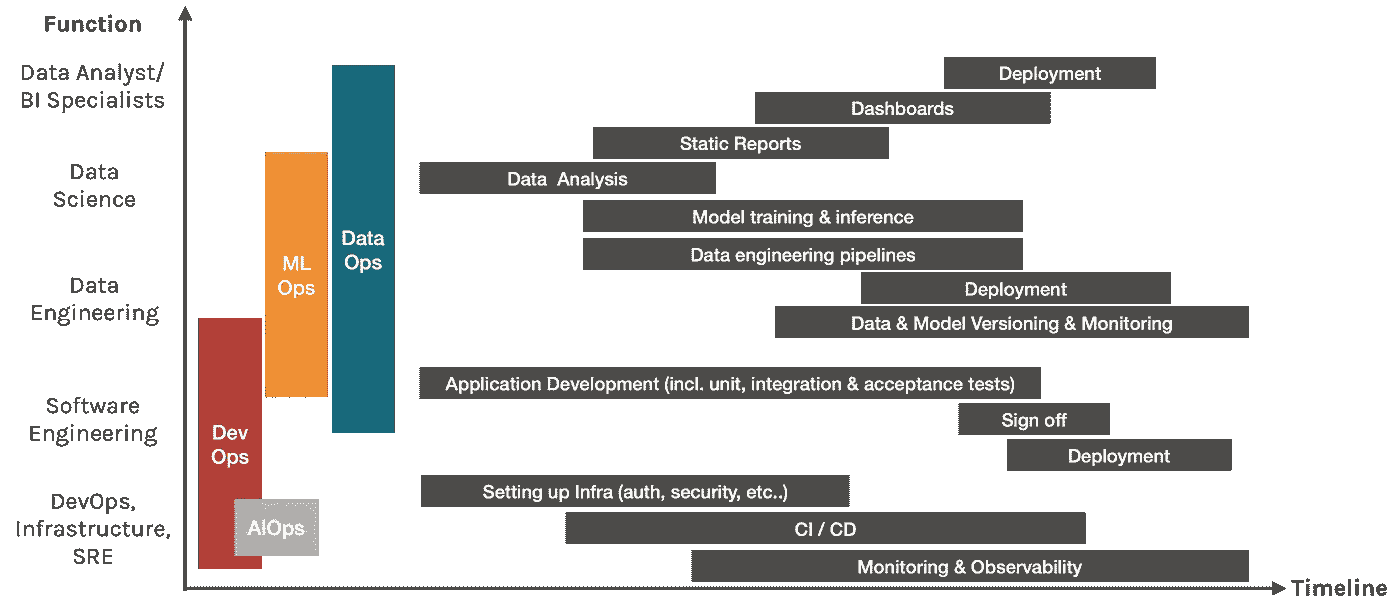 Function
Data Analyst/
BI Specialists
Data
Science
Data
Engineering
Software
Engineering
DevOps,
Infrastructure,
SRE
Dev
Ops
AIOps
ML
Ops
Data
Ops
Deployment
Dashboards
Static Reports
Data Analysis
Model training & inference
Data engineering pipelines
Deployment
Data & Model Versioning & Monitoring
Application Development (incl. unit, integration & acceptance tests)
Sign off
Deployment
Setting up Infra (auth, security, etc..)
CI / CD
Monitoring & Observability
Timeline